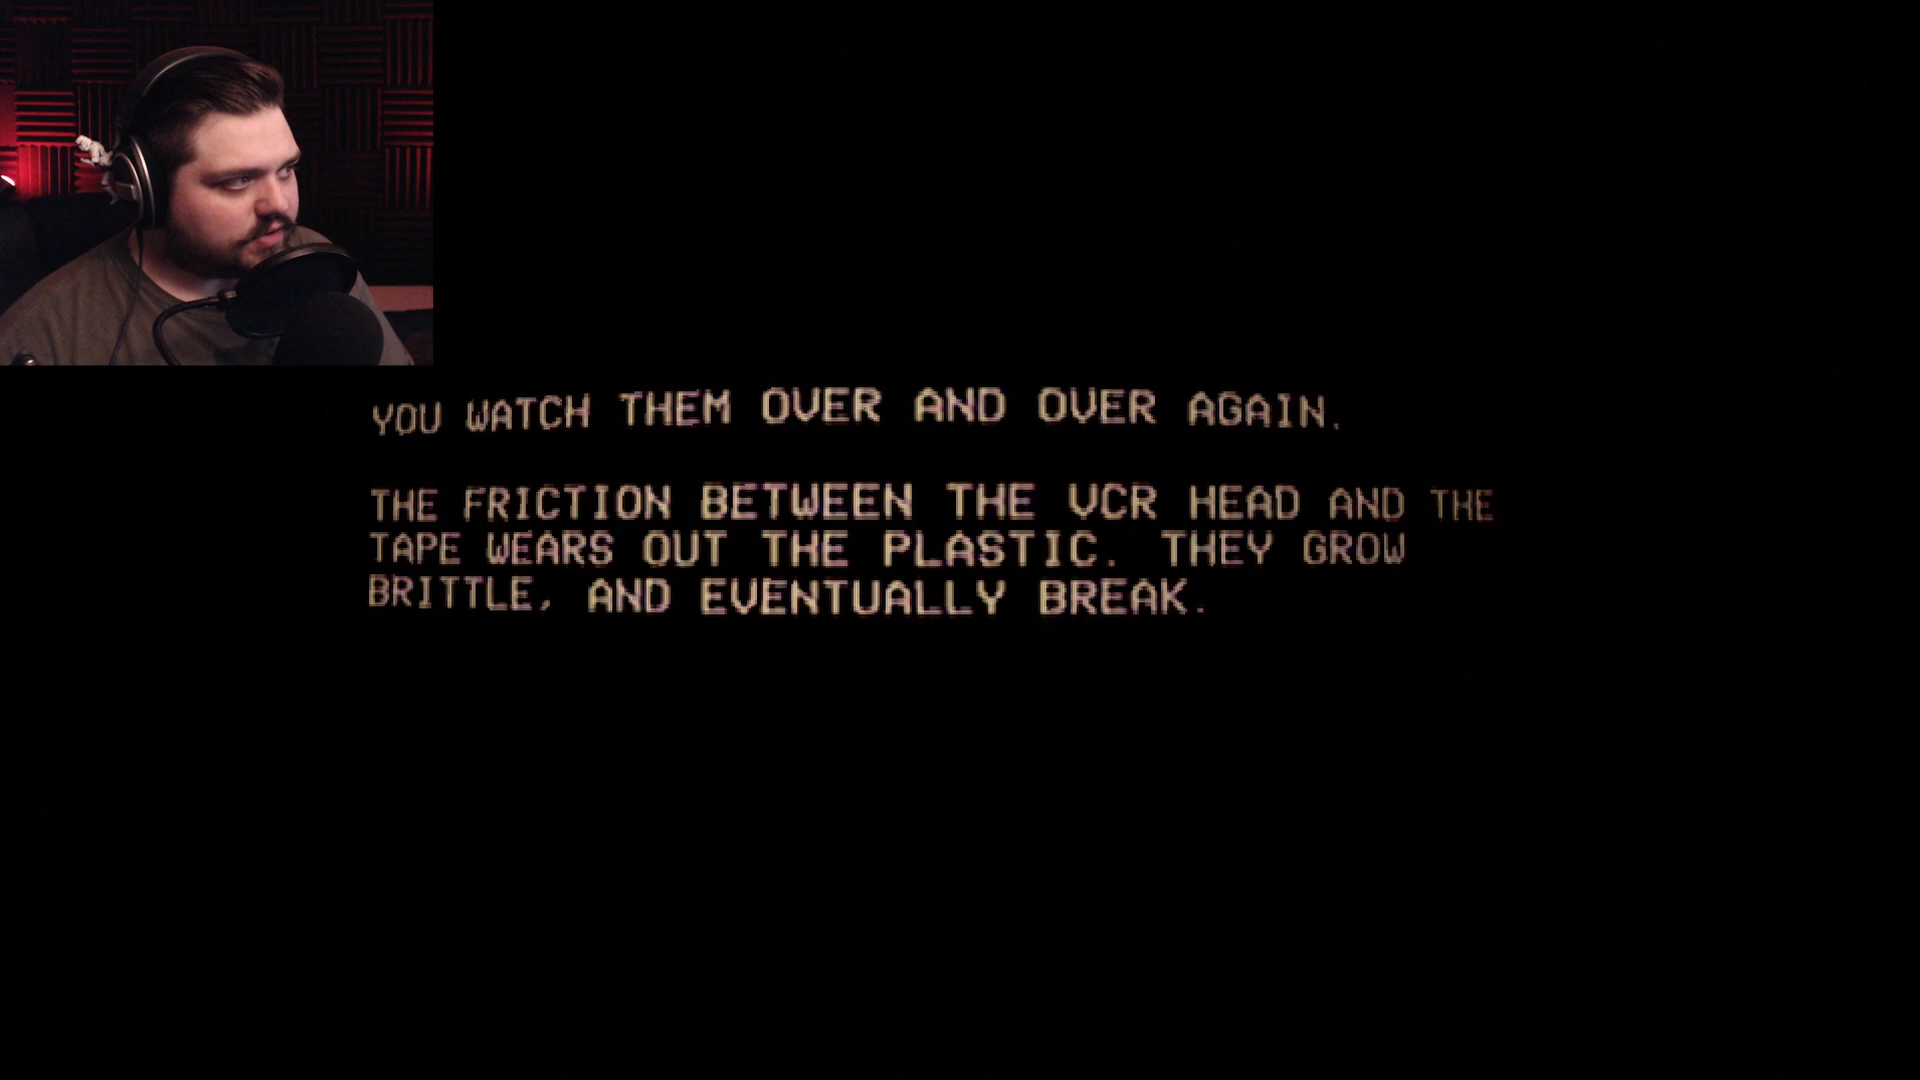 YOU WATCH THEM OVER AND OVER AGAIN.
THE FRICTION BETWEEN THE VCR HEAD AND THE
TAPE WEARS OUT THE PLASTIC. THEY GROW
BRITTLE, AND EVENTUALLY BREAK.